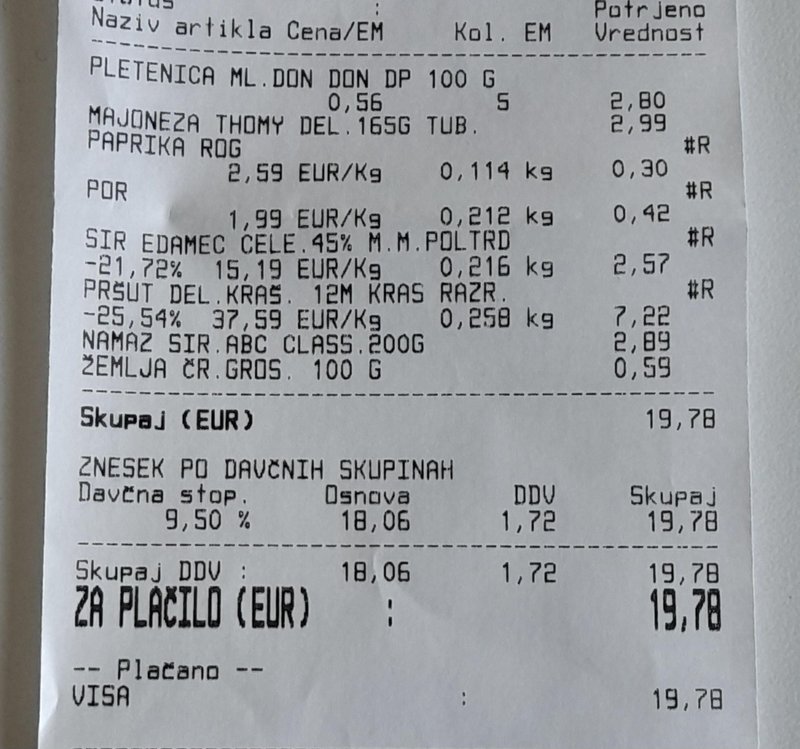 : Potrjeno
Naziv artikla Cena/EM Kol. EM Vrednost
PLETENICA ML.DON DON DP 100 G
0,56 5 2,80
MAJONEZA THOMY DEL.165G TUB. 2,99
PAPRIKA ROG #R
2,59 EUR/Kg 0,114 kg 0,30
POR #R
1,99 EUR/Kg 0,212 kg 0,42
SIR EDAMEC CELE.45% M.M.POLTRD #R
-21,72% 15,19 EUR/Kg 0,216 kg 2,57
PRŠUT DEL.KRAŠ. 12M KRAS RAZR. #R
-25,54% 37,59 EUR/Kg 0,258 kg 7,22
NAMAZ SIR.ABC CLASS.200G 2,89
ŽEMLJA ČR.GROS. 100 G 0,59
Skupaj (EUR) 19,78
ZNESEK PO DAVČNIH SKUPINAH
Davčna stop. Osnova DDV Skupaj
9,50 % 18,06 1,72 19,78
Skupaj DDV : 18,06 1,72 19,78
ZA PLAČILO (EUR) : 19,78
-- Plačano --
VISA : 19,78